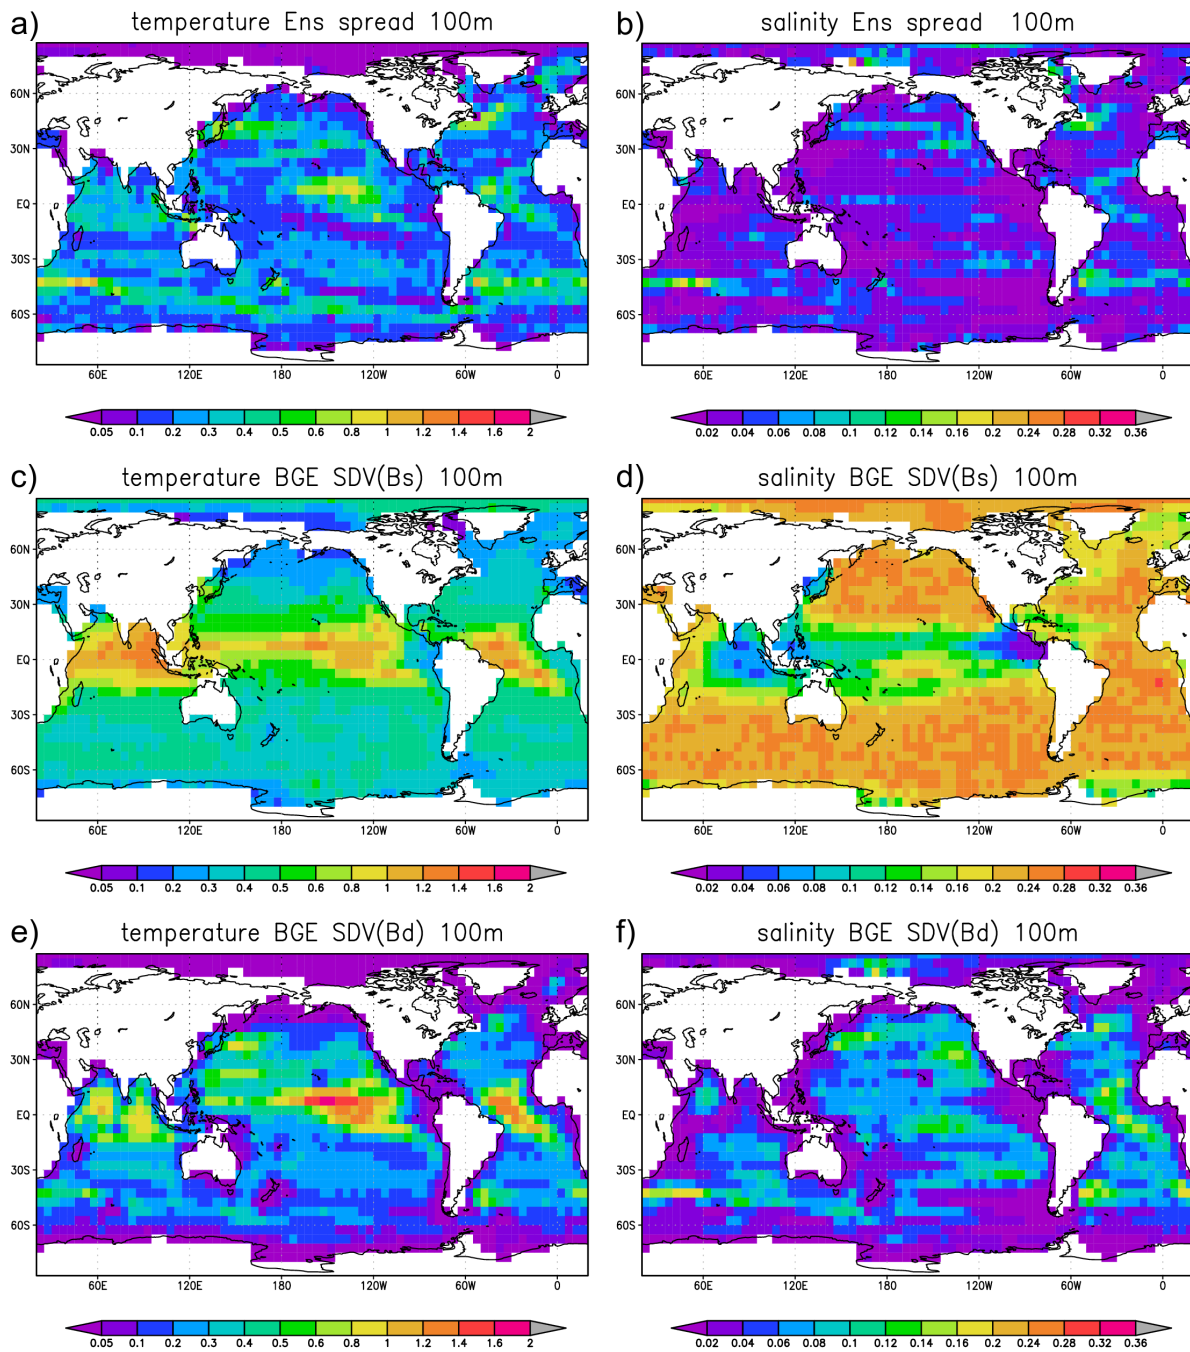 a) temperature Ens spread 100m
b) salinity Ens spread 100m
60N 60N
30N 30N
EQ EQ
30S 30S
60S 60S
60E 120E 180 120W 60W 0 60E 120E 180 120W 60W 0
0.05 0.1 0.2 0.3 0.4 0.5 0.6 0.8 1 1.2 1.4 1.6 2
0.02 0.04 0.06 0.08 0.1 0.12 0.14 0.16 0.2 0.24 0.28 0.32 0.36
c) temperature BGE SDV(Bs) 100m
d) salinity BGE SDV(Bs) 100m
60N 60N
30N 30N
EQ EQ
30S 30S
60S 60S
60E 120E 180 120W 60W 0 60E 120E 180 120W 60W 0
0.05 0.1 0.2 0.3 0.4 0.5 0.6 0.8 1 1.2 1.4 1.6 2
0.02 0.04 0.06 0.08 0.1 0.12 0.14 0.16 0.2 0.24 0.28 0.32 0.36
e) temperature BGE SDV(Bd) 100m
f) salinity BGE SDV(Bd) 100m
60N 60N
30N 30N
EQ EQ
30S 30S
60S 60S
60E 120E 180 120W 60W 0 60E 120E 180 120W 60W 0
0.05 0.1 0.2 0.3 0.4 0.5 0.6 0.8 1 1.2 1.4 1.6 2
0.02 0.04 0.06 0.08 0.1 0.12 0.14 0.16 0.2 0.24 0.28 0.32 0.36